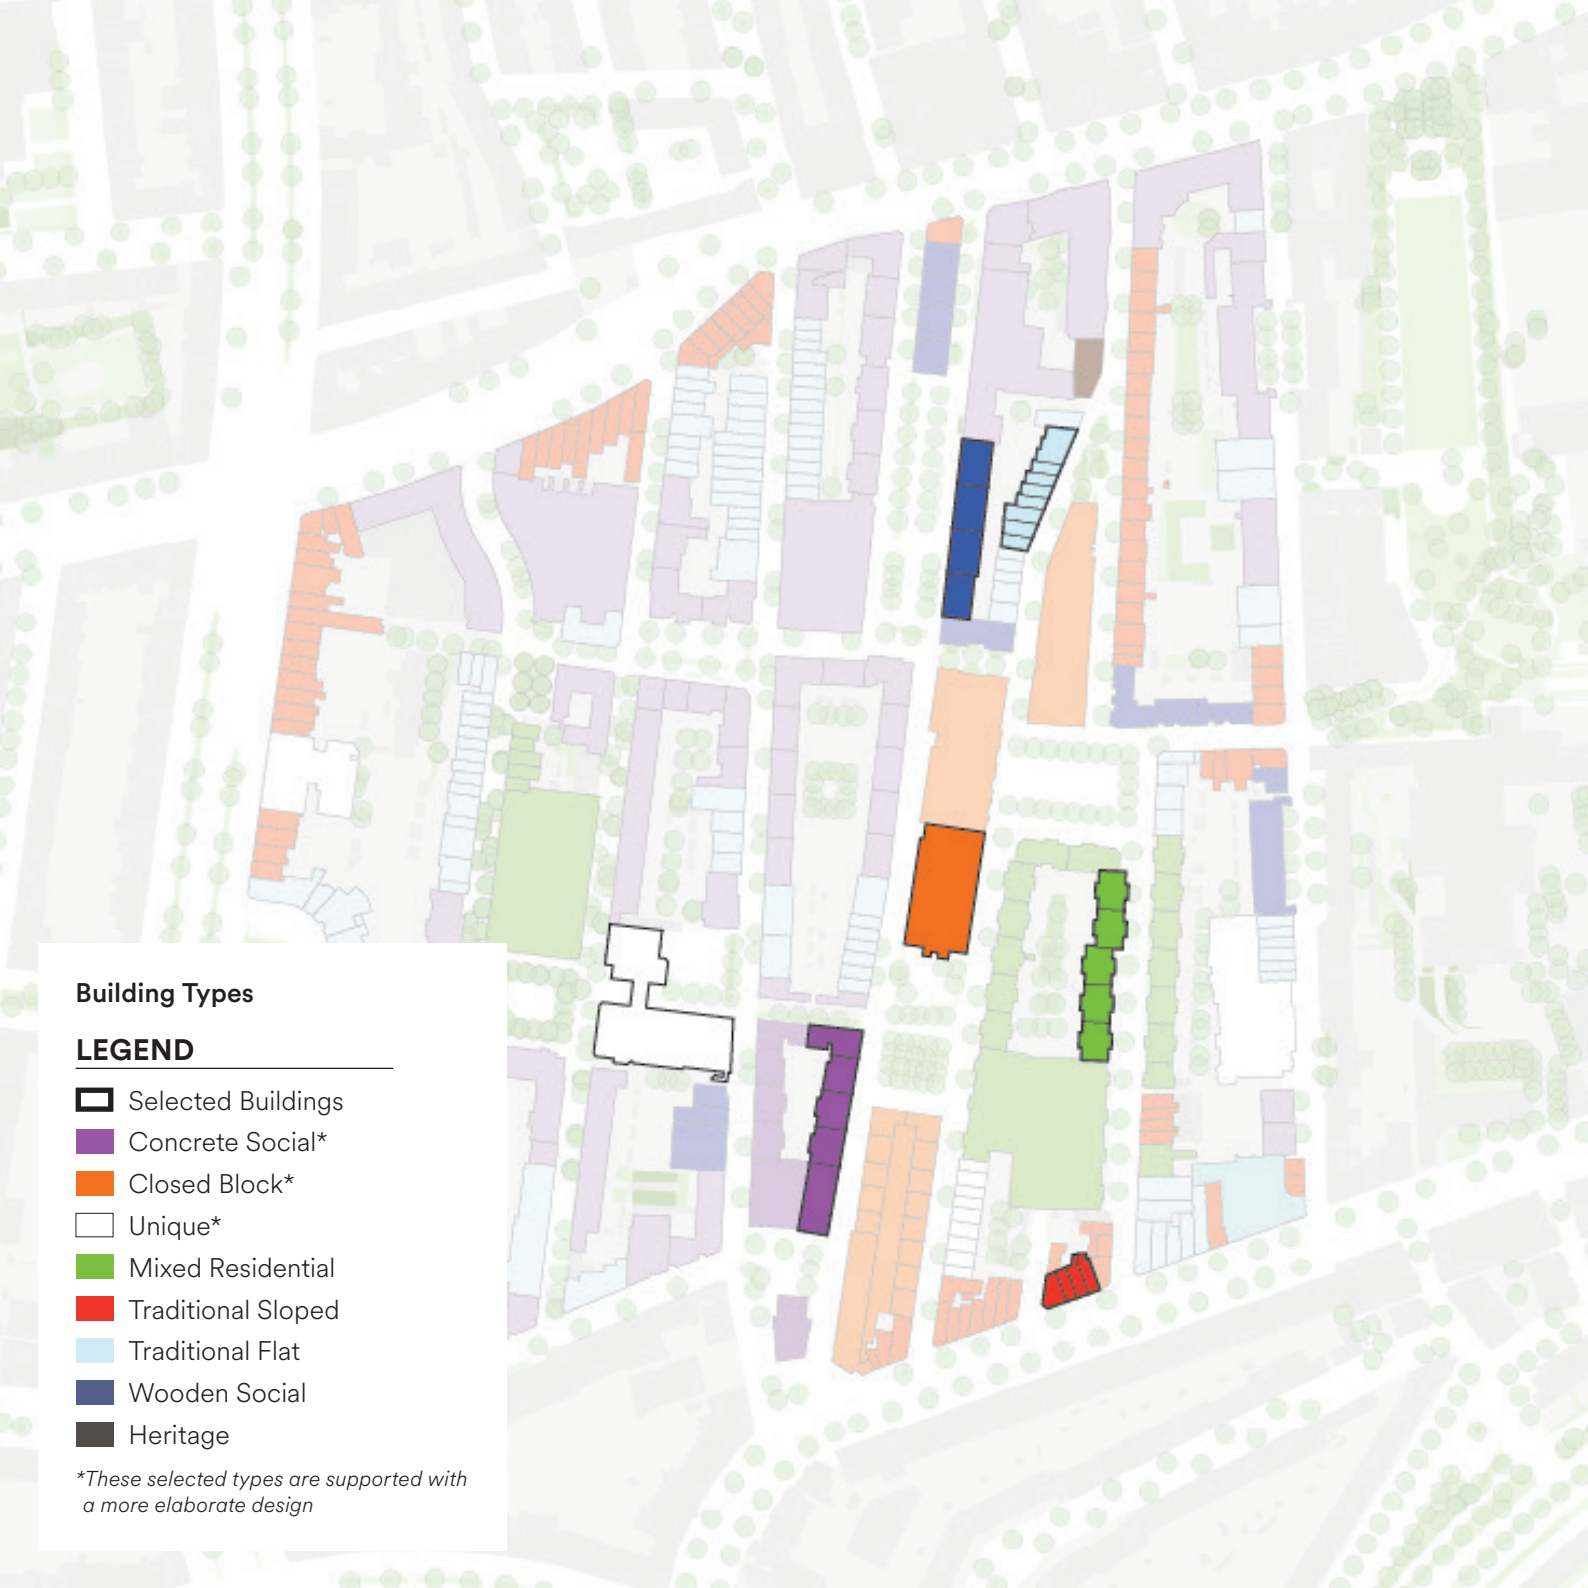 Building Types
LEGEND
Selected Buildings
Concrete Social*
Closed Block*
Unique*
Mixed Residential
Traditional Sloped
Traditional Flat
Wooden Social
Heritage
*These selected types are supported with
a more elaborate design